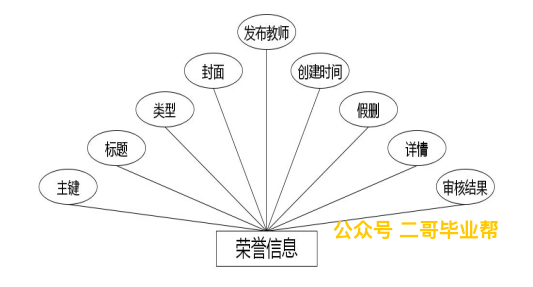 发布教师
封面
创建时间
类型
假删
标题
详情
主键
审核结果
公众号 二哥毕业帮
荣誉信息